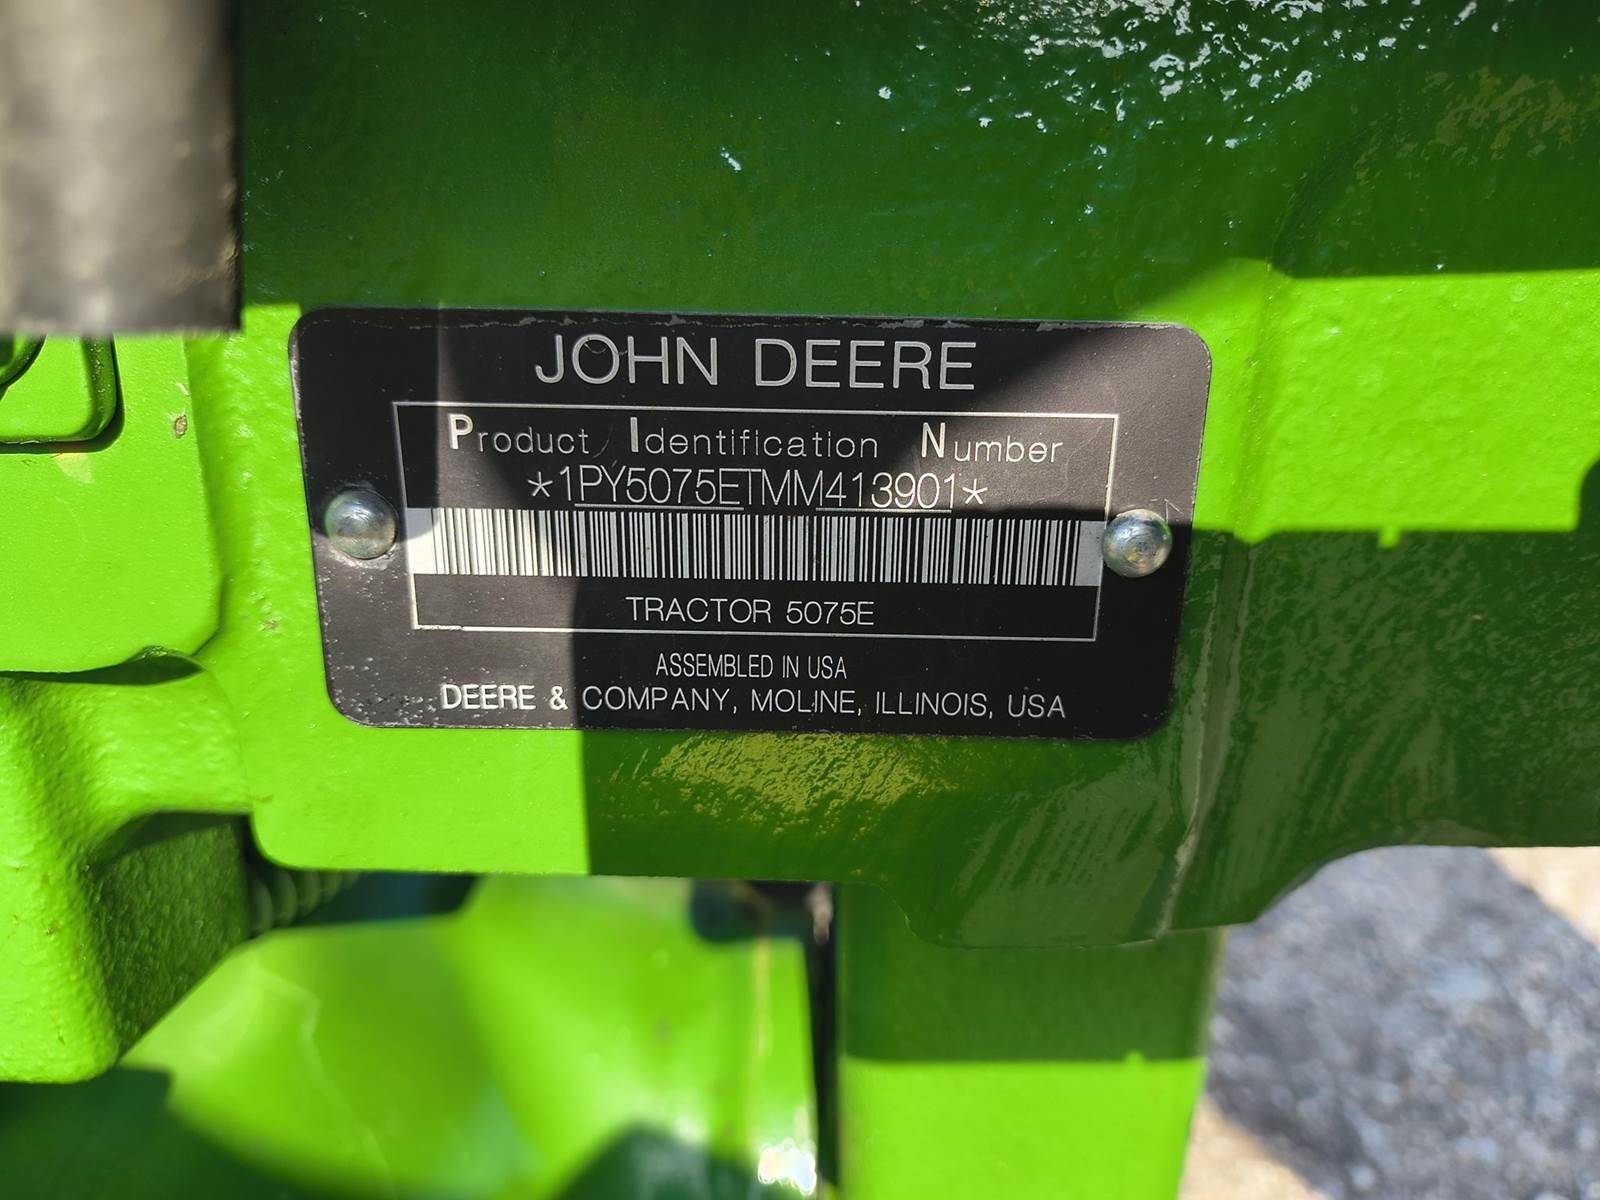 JOHN DEERE
Product Identification Number
*1PY5075ETMM413901*
TRACTOR 5075E
ASSEMBLED IN USA
DEERE & COMPANY, MOLINE, ILLINOIS, USA